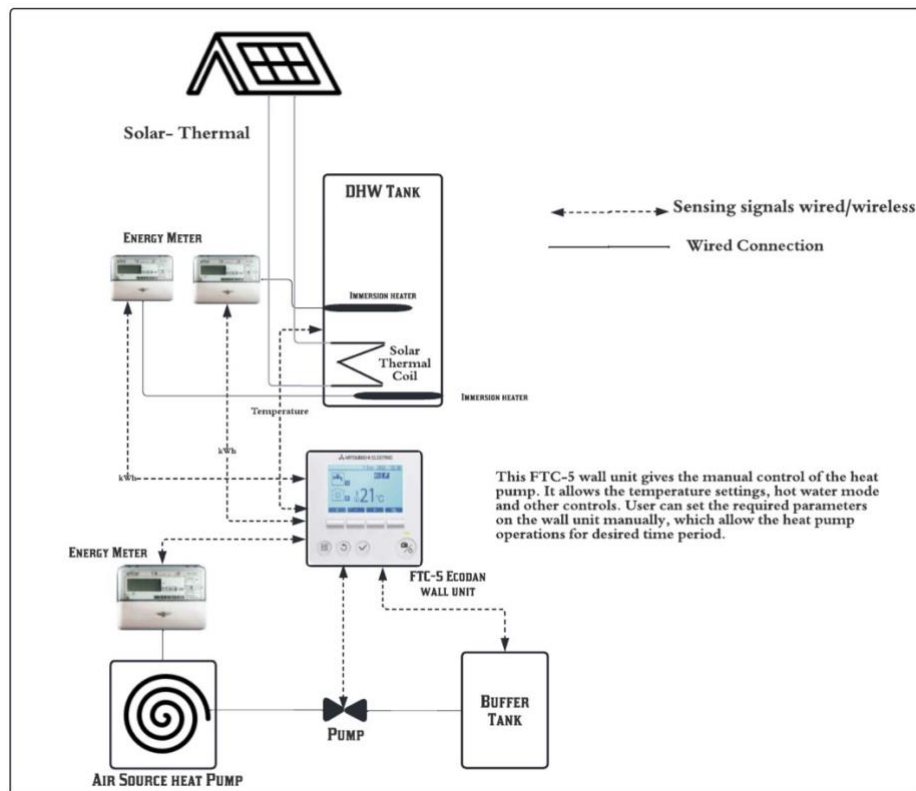 Solar- Thermal
DHW Tank
Sensing signals wired/wireless
Wired Connection
Energy Meter
Immersion heater
Solar
Thermal
Coil
Immersion heater
Temperature
kWh
kWh
MITSUBISHI ELECTRIC
21°C
This FTC-5 wall unit gives the manual control of the heat
pump. It allows the temperature settings, hot water mode
and other controls. User can set the required parameters
on the wall unit manually, which allow the heat pump
operations for desired time period.
Energy Meter
FTC-5 Ecodan
wall unit
Buffer
Tank
Pump
Air Source heat Pump